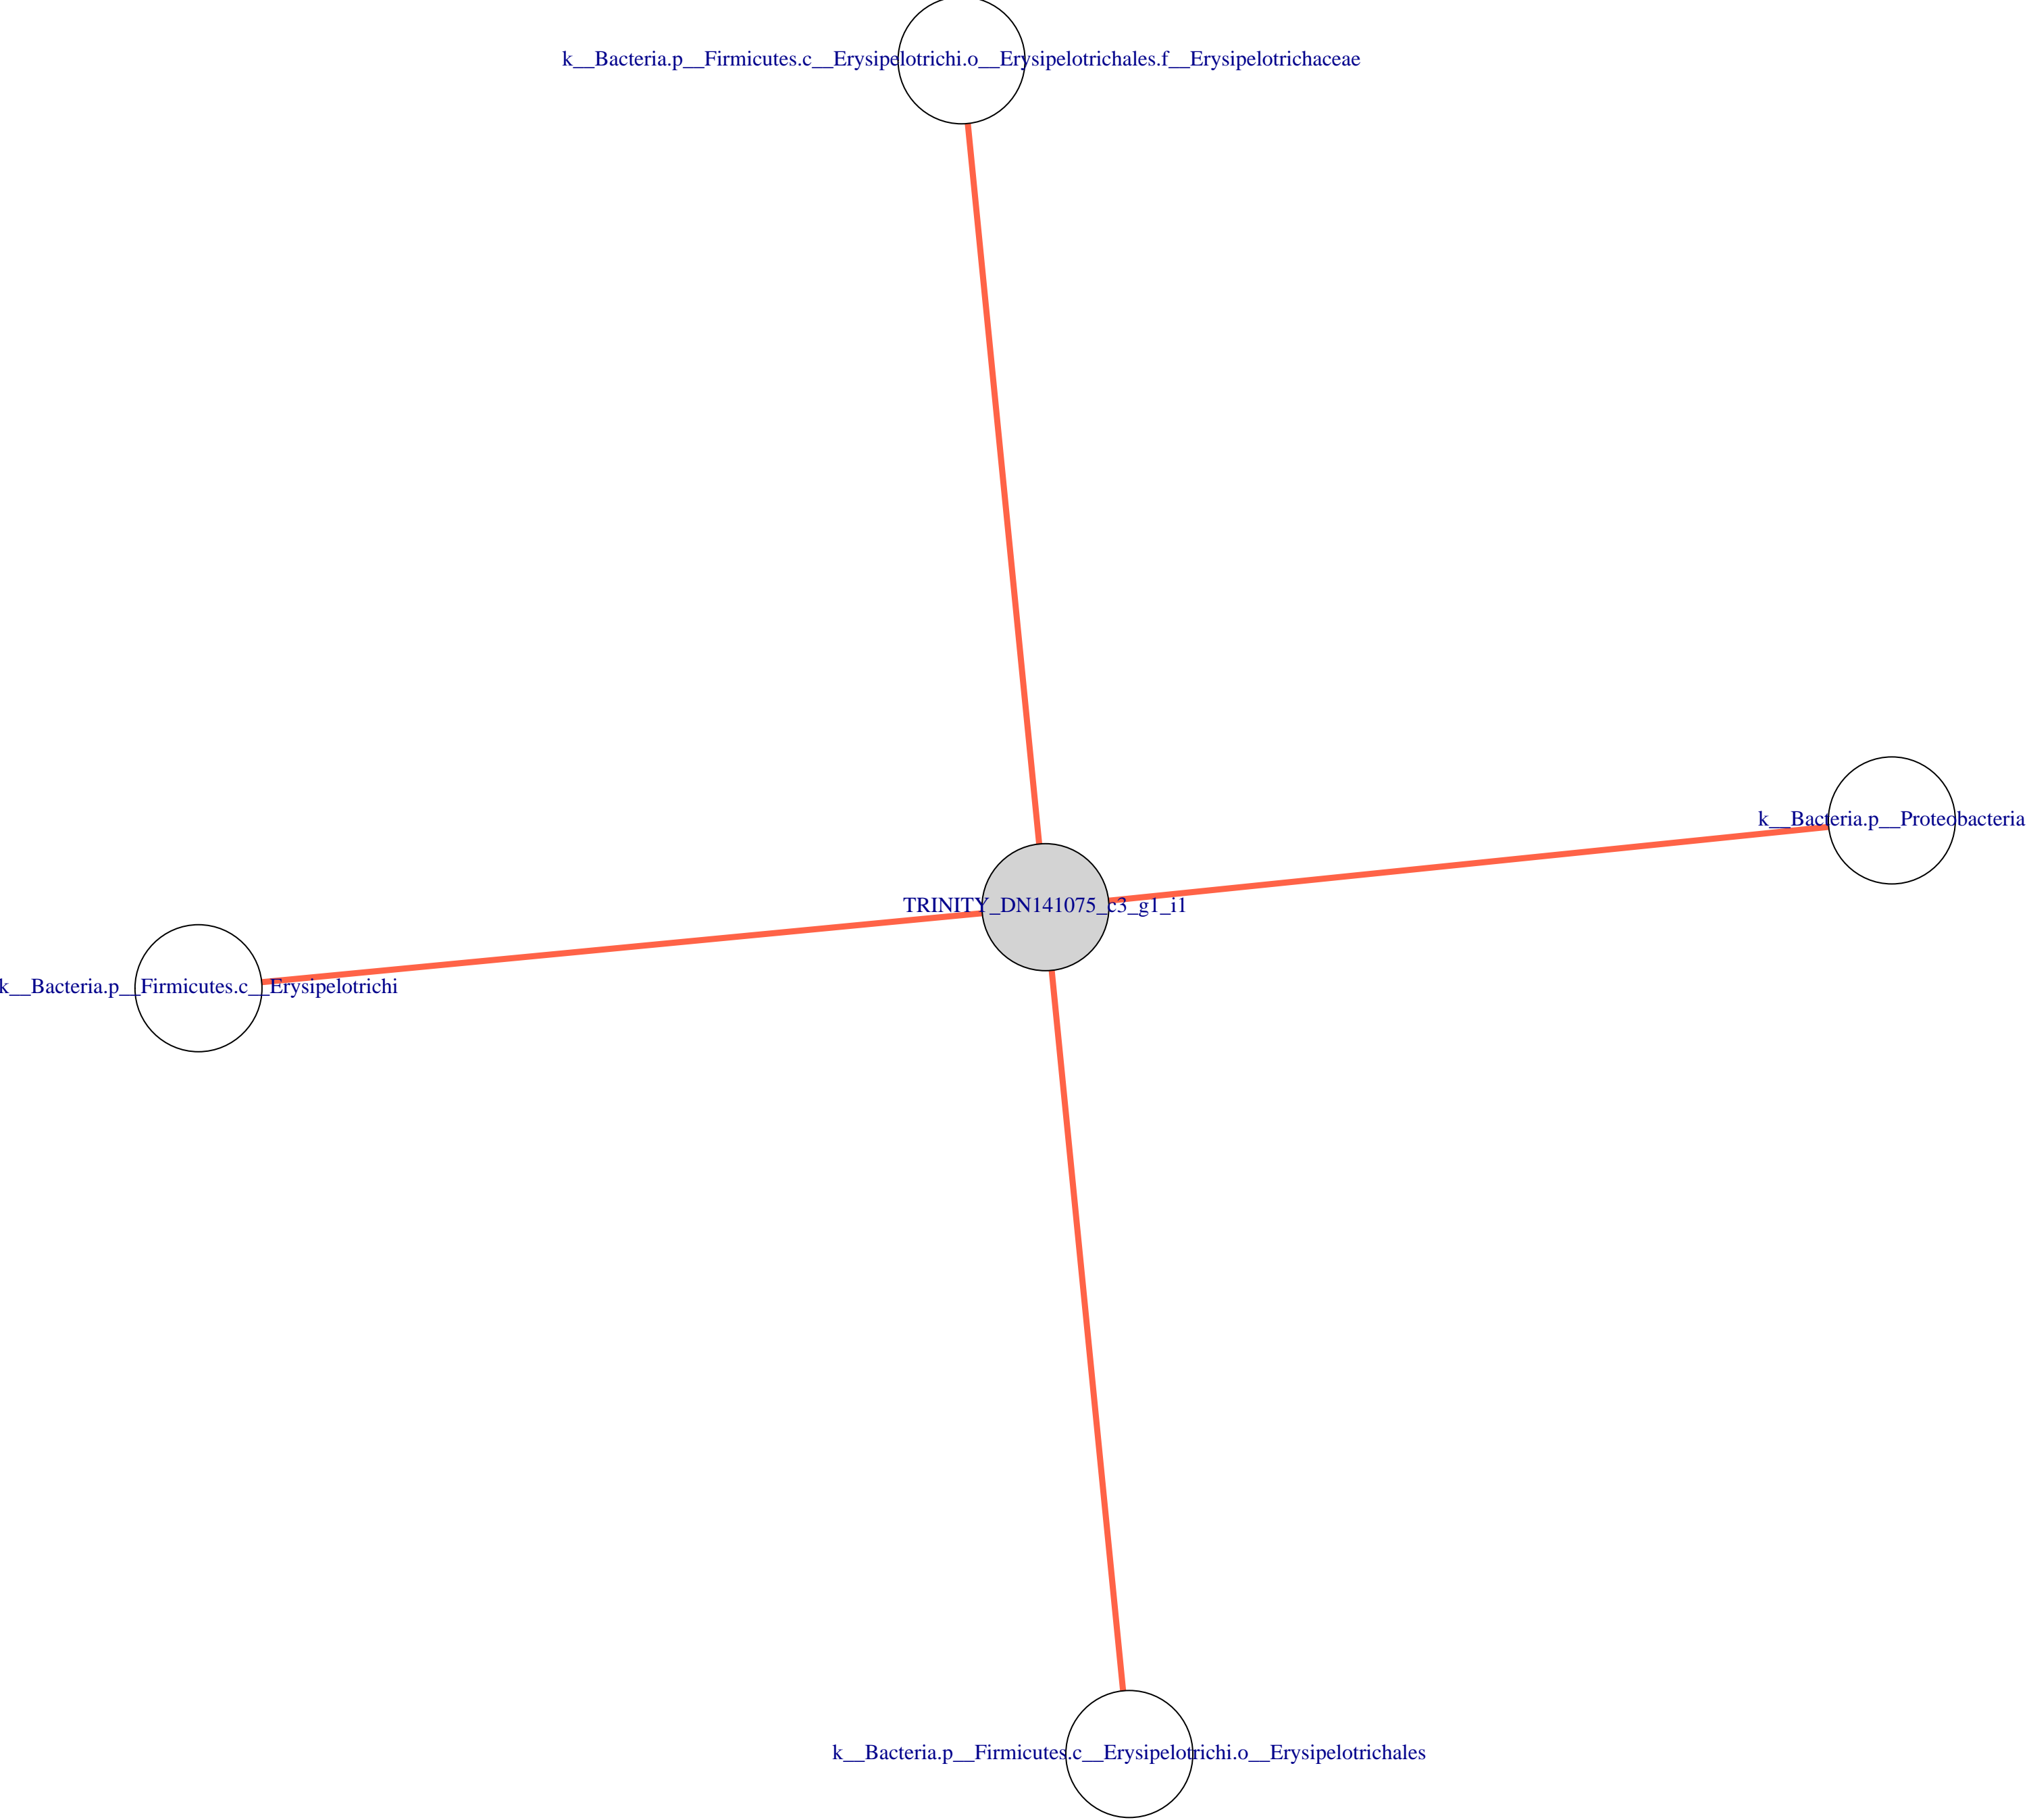 k__Bacteria.p__Firmicutes.c__Erysipelotrichi.o__Erysipelotrichales.f__Erysipelotrichaceae
k__Bacteria.p__Proteobacteria
TRINITY_DN141075_c3_g1_i1
k__Bacteria.p__Firmicutes.c__Erysipelotrichi
k__Bacteria.p__Firmicutes.c__Erysipelotrichi.o__Erysipelotrichales